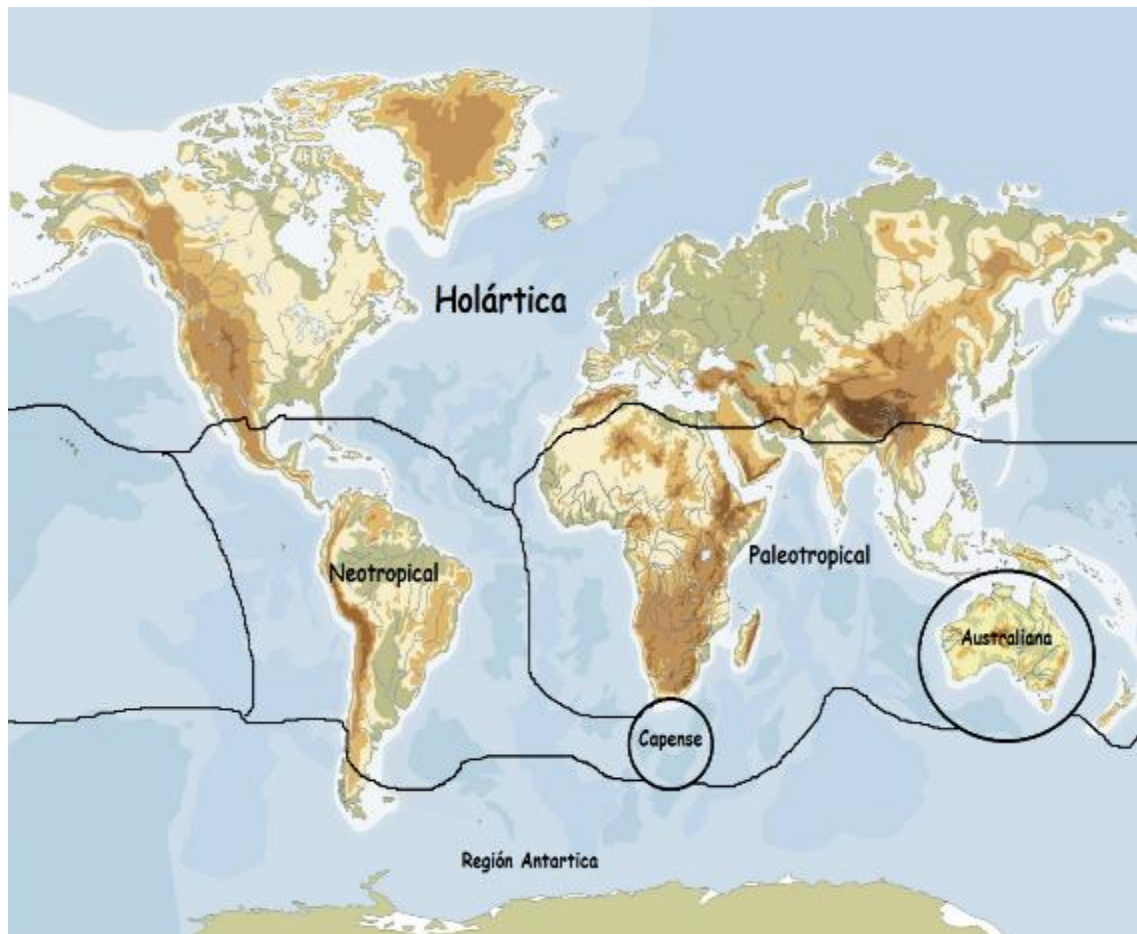 Holártica
Neotropical
Paleotropical
Australiana
Capense
Región Antartica